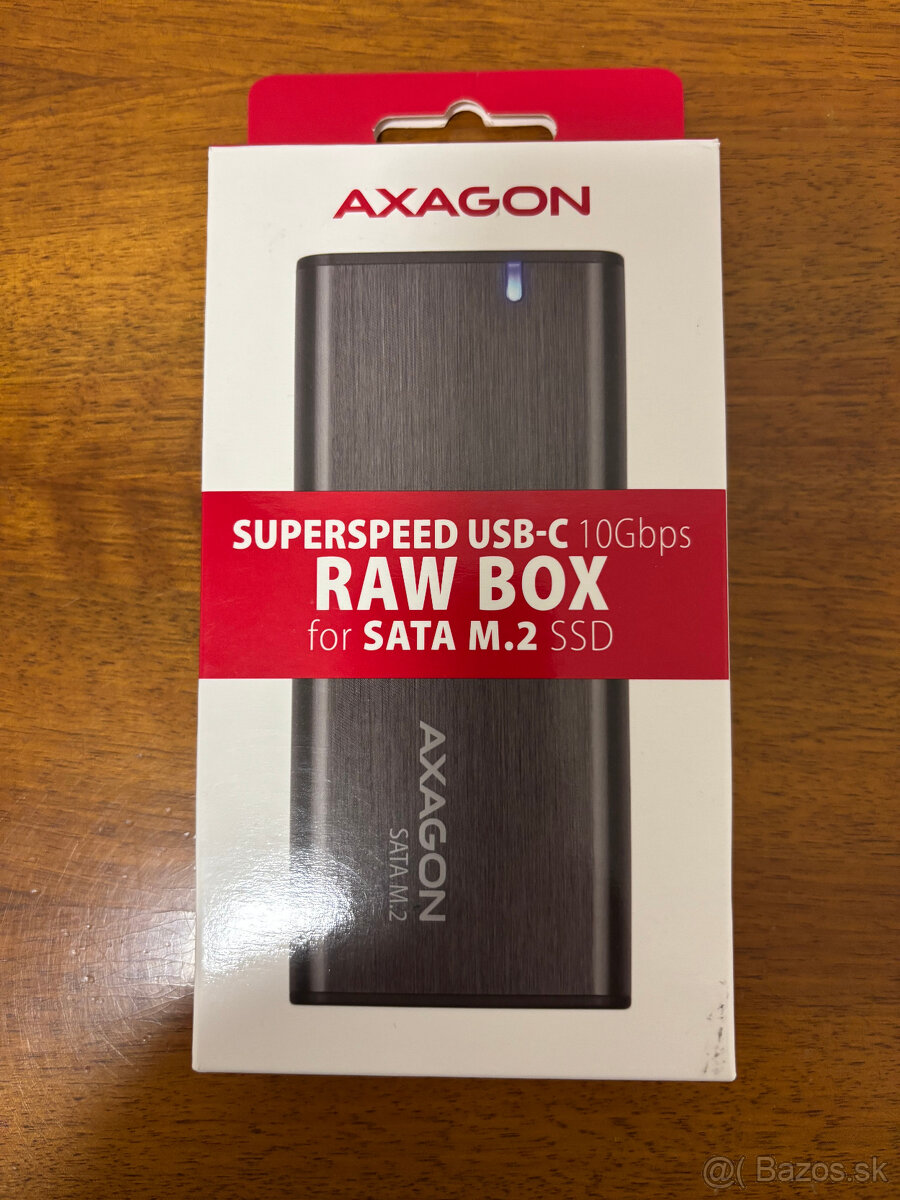 AXAGON
SUPERSPEED USB-C 10Gbps
RAW BOX
for SATA M.2 SSD
AXAGON
SATA M.2
@( Bazos.sk